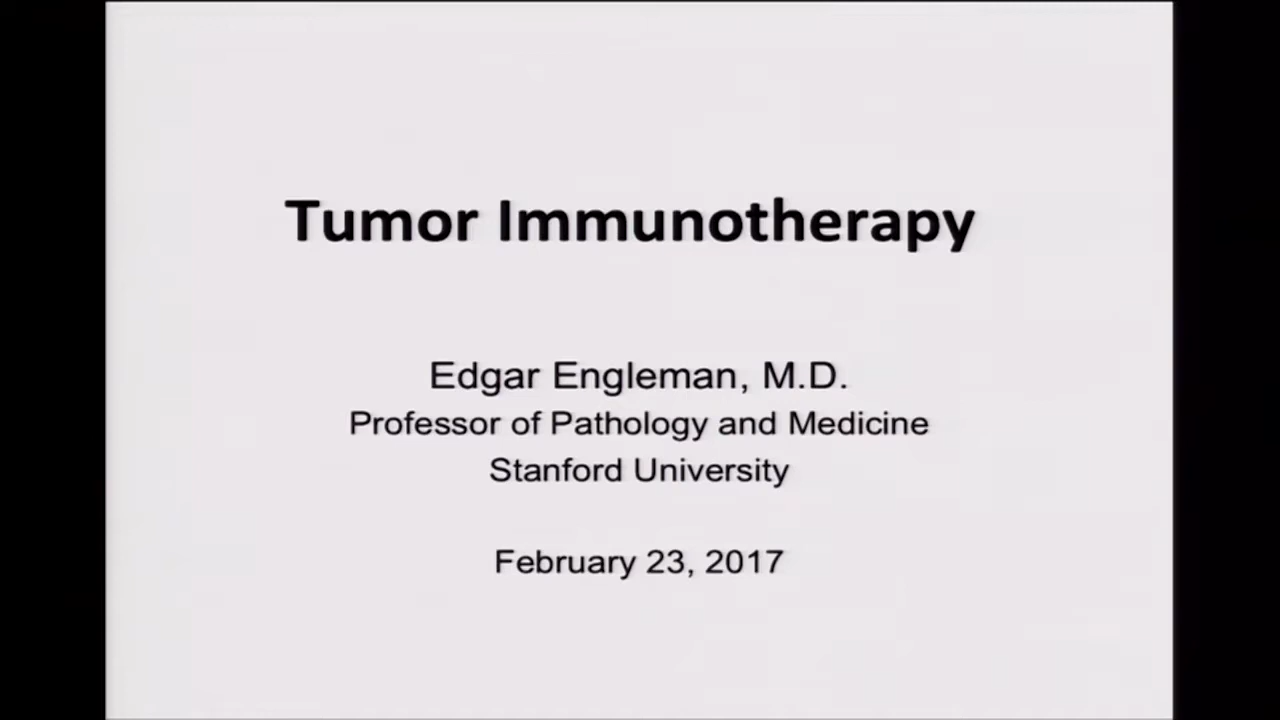 Tumor Immunotherapy
Edgar Engleman, M.D.
Professor of Pathology and Medicine
Stanford University
February 23, 2017